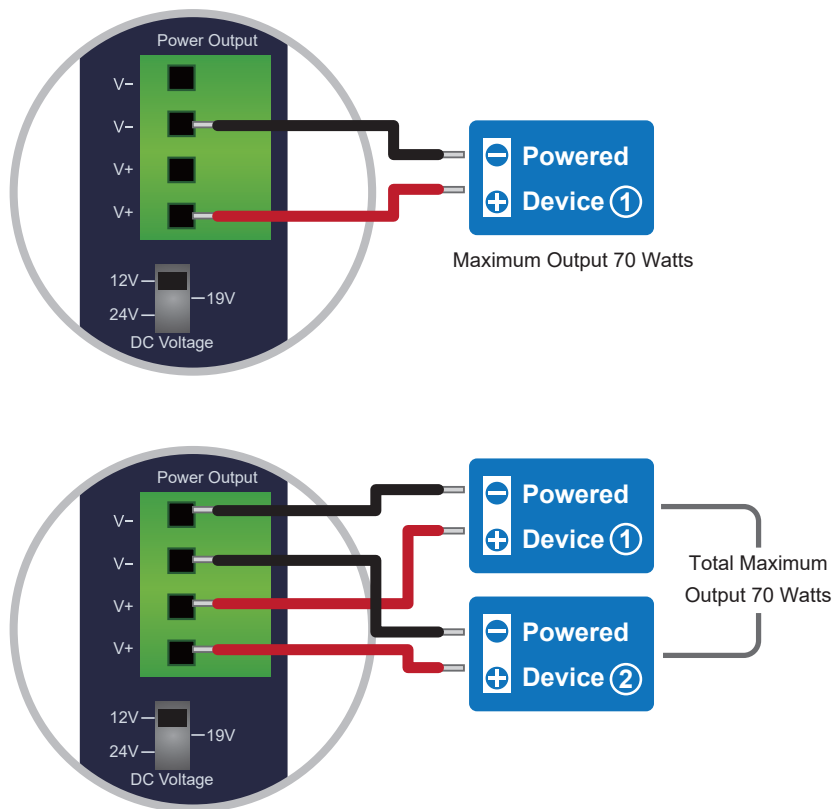 Power Output
V–
V–
V+
V+
12V
19V
24V
DC Voltage
– Powered
+ Device 1
Maximum Output 70 Watts
Power Output
V–
V–
V+
V+
12V
19V
24V
DC Voltage
– Powered
+ Device 1
– Powered
+ Device 2
Total Maximum
Output 70 Watts